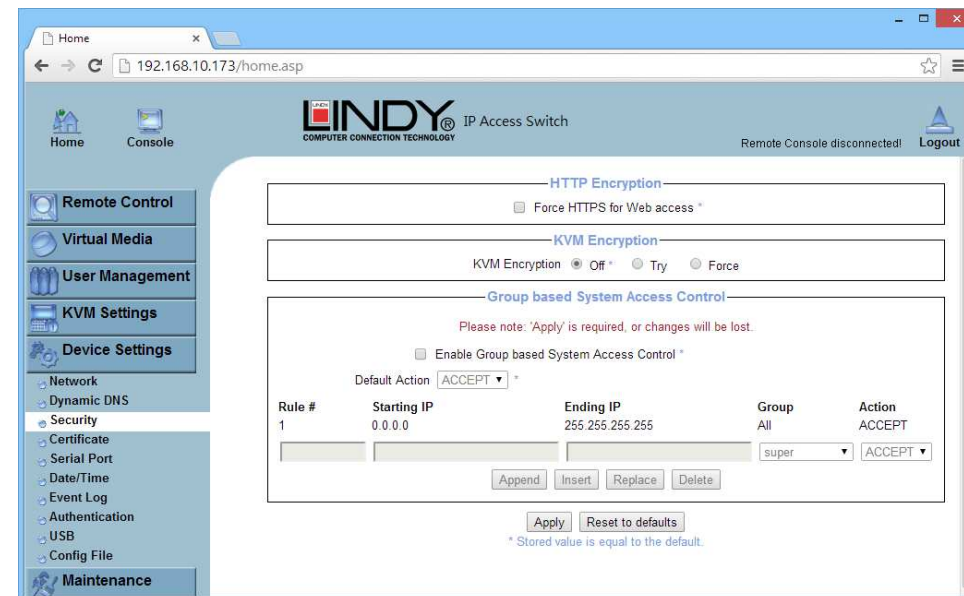 Home ×
192.168.10.173/home.asp
Home
Console
LINDY®
COMPUTER CONNECTION TECHNOLOGY
IP Access Switch
Remote Console disconnected!
Logout
Remote Control
Virtual Media
User Management
KVM Settings
Device Settings
Network
Dynamic DNS
Security
Certificate
Serial Port
Date/Time
Event Log
Authentication
USB
Config File
Maintenance
HTTP Encryption
Force HTTPS for Web access *
KVM Encryption
KVM Encryption Off * Try Force
Group based System Access Control
Please note: 'Apply' is required, or changes will be lost.
Enable Group based System Access Control *
Default Action ACCEPT *
Rule # Starting IP Ending IP Group Action
1 0.0.0.0 255.255.255.255 All ACCEPT
super ACCEPT
Append Insert Replace Delete
Apply Reset to defaults
* Stored value is equal to the default.